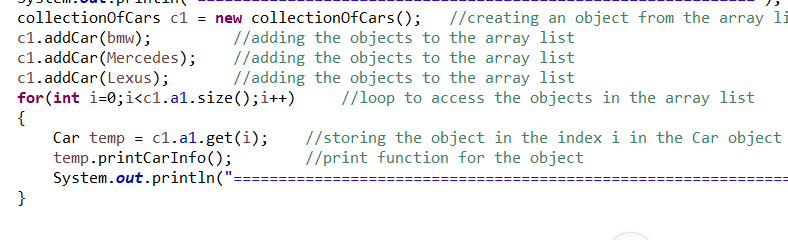 System.out.println("==============================================================");
collectionOfCars c1 = new collectionOfCars();   //creating an object from the array li
c1.addCar(bmw);         //adding the objects to the array list
c1.addCar(Mercedes);    //adding the objects to the array list
c1.addCar(Lexus);       //adding the objects to the array list
for(int i=0;i<c1.a1.size();i++)     //loop to access the objects in the array list
{
    Car temp = c1.a1.get(i);    //storing the object in the index i in the Car object
    temp.printCarInfo();        //print function for the object
    System.out.println("==============================================================
}